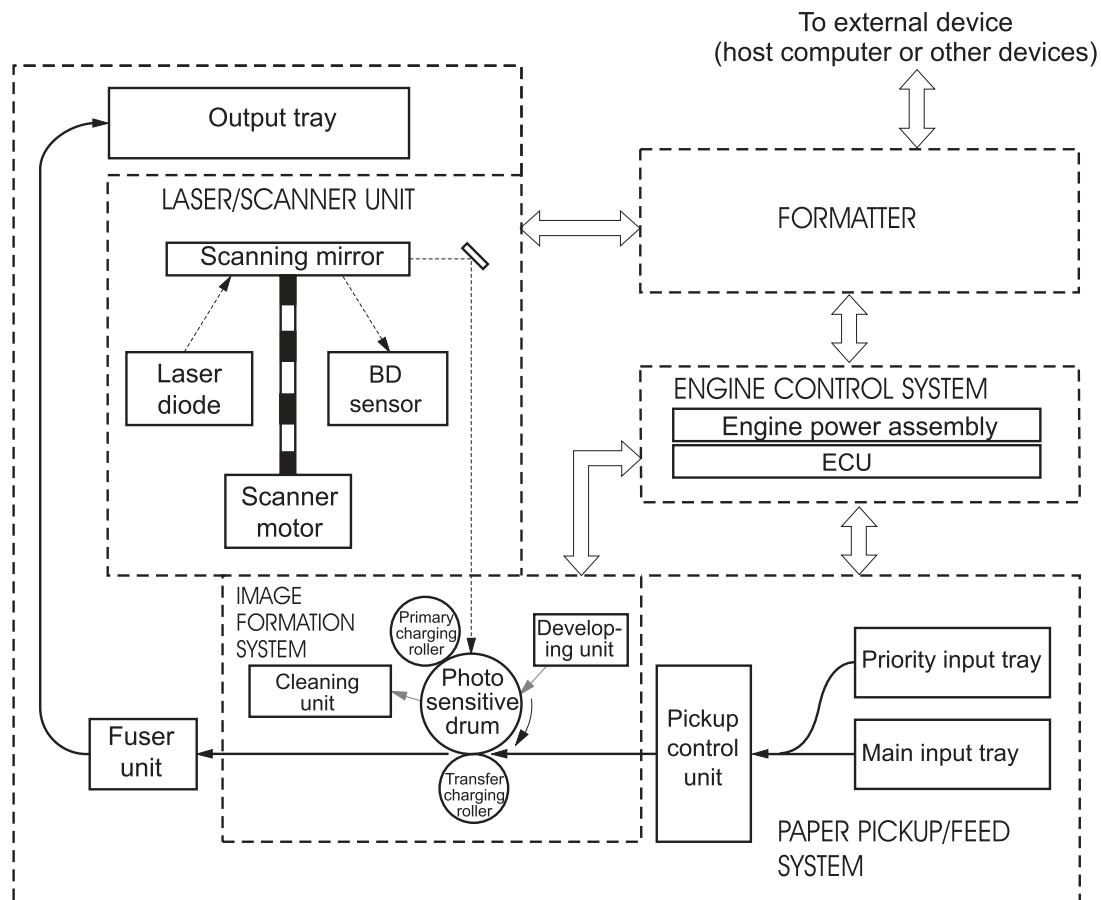 To external device
(host computer or other devices)
Output tray
LASER/SCANNER UNIT
FORMATTER
Scanning mirror
Laser
diode
BD
sensor
ENGINE CONTROL SYSTEM
Engine power assembly
ECU
Scanner
motor
IMAGE
FORMATION
SYSTEM
Primary
charging
roller
Develop-
ing unit
Cleaning
unit
Photo
sensitive
drum
Transfer
charging
roller
Fuser
unit
Pickup
control
unit
Priority input tray
Main input tray
PAPER PICKUP/FEED
SYSTEM